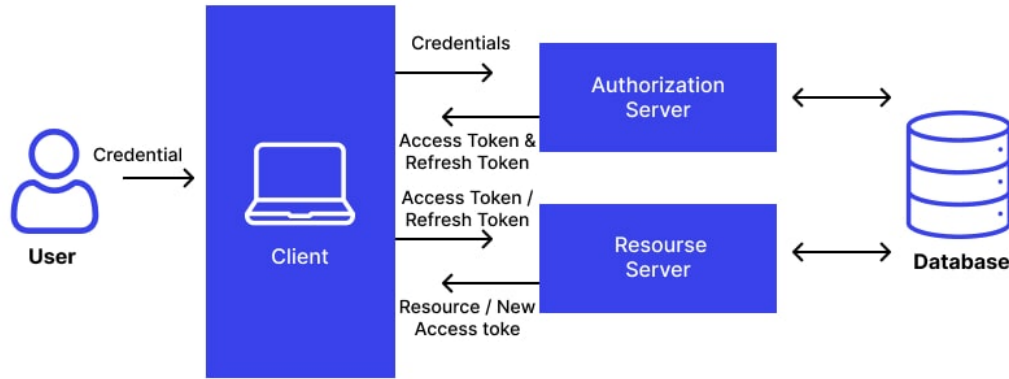 Credential
User
Client
Credentials
Access Token &
Refresh Token
Access Token /
Refresh Token
Resource / New
Access toke
Authorization
Server
Resourse
Server
Database